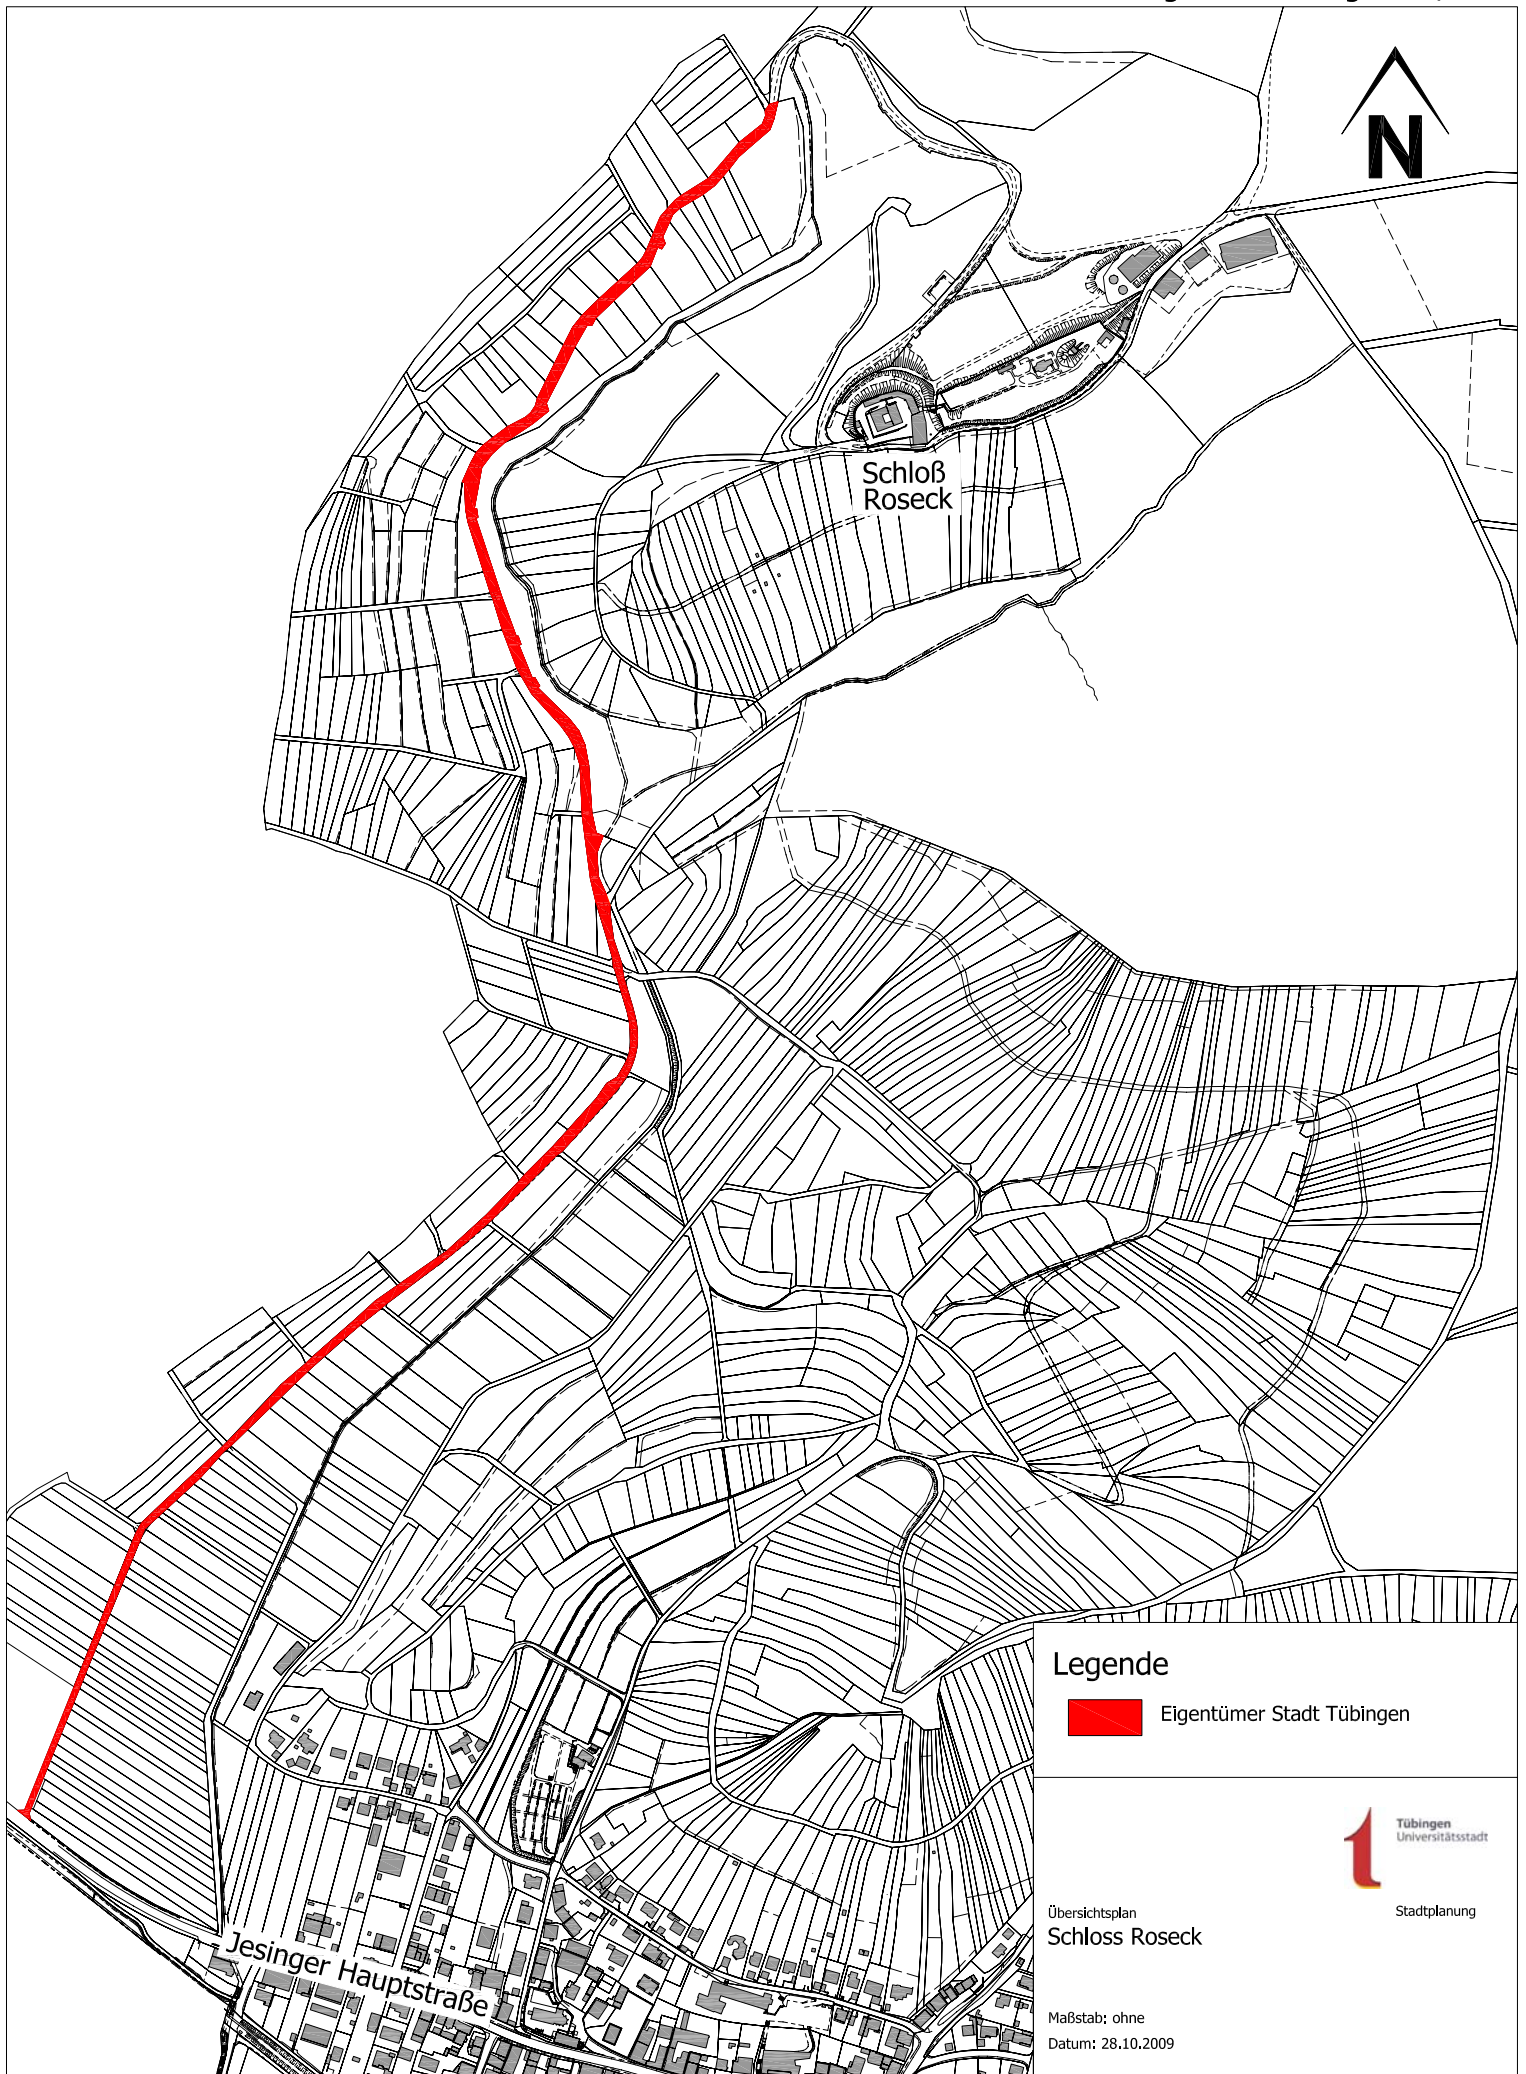 N
Schloß
Roseck
Legende
Eigentümer Stadt Tübingen
Tübingen
Universitätsstadt
Übersichtsplan
Stadtplanung
Schloss Roseck
Jesinger Hauptstraße
Maßstab: ohne
Datum: 28.10.2009